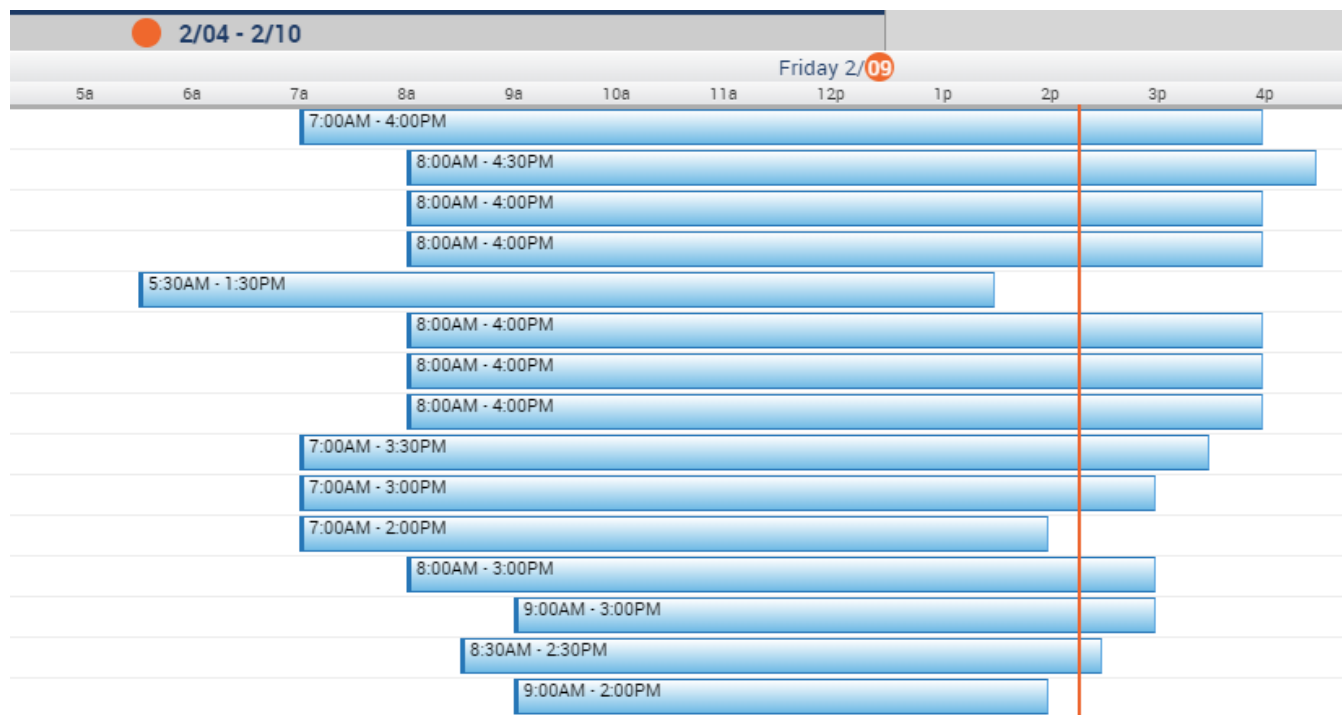 2/04 - 2/10
Friday 2/09
5a 6a 7a 8a 9a 10a 11a 12p 1p 2p 3p 4p
7:00AM - 4:00PM
8:00AM - 4:30PM
8:00AM - 4:00PM
8:00AM - 4:00PM
5:30AM - 1:30PM
8:00AM - 4:00PM
8:00AM - 4:00PM
8:00AM - 4:00PM
7:00AM - 3:30PM
7:00AM - 3:00PM
7:00AM - 2:00PM
8:00AM - 3:00PM
9:00AM - 3:00PM
8:30AM - 2:30PM
9:00AM - 2:00PM